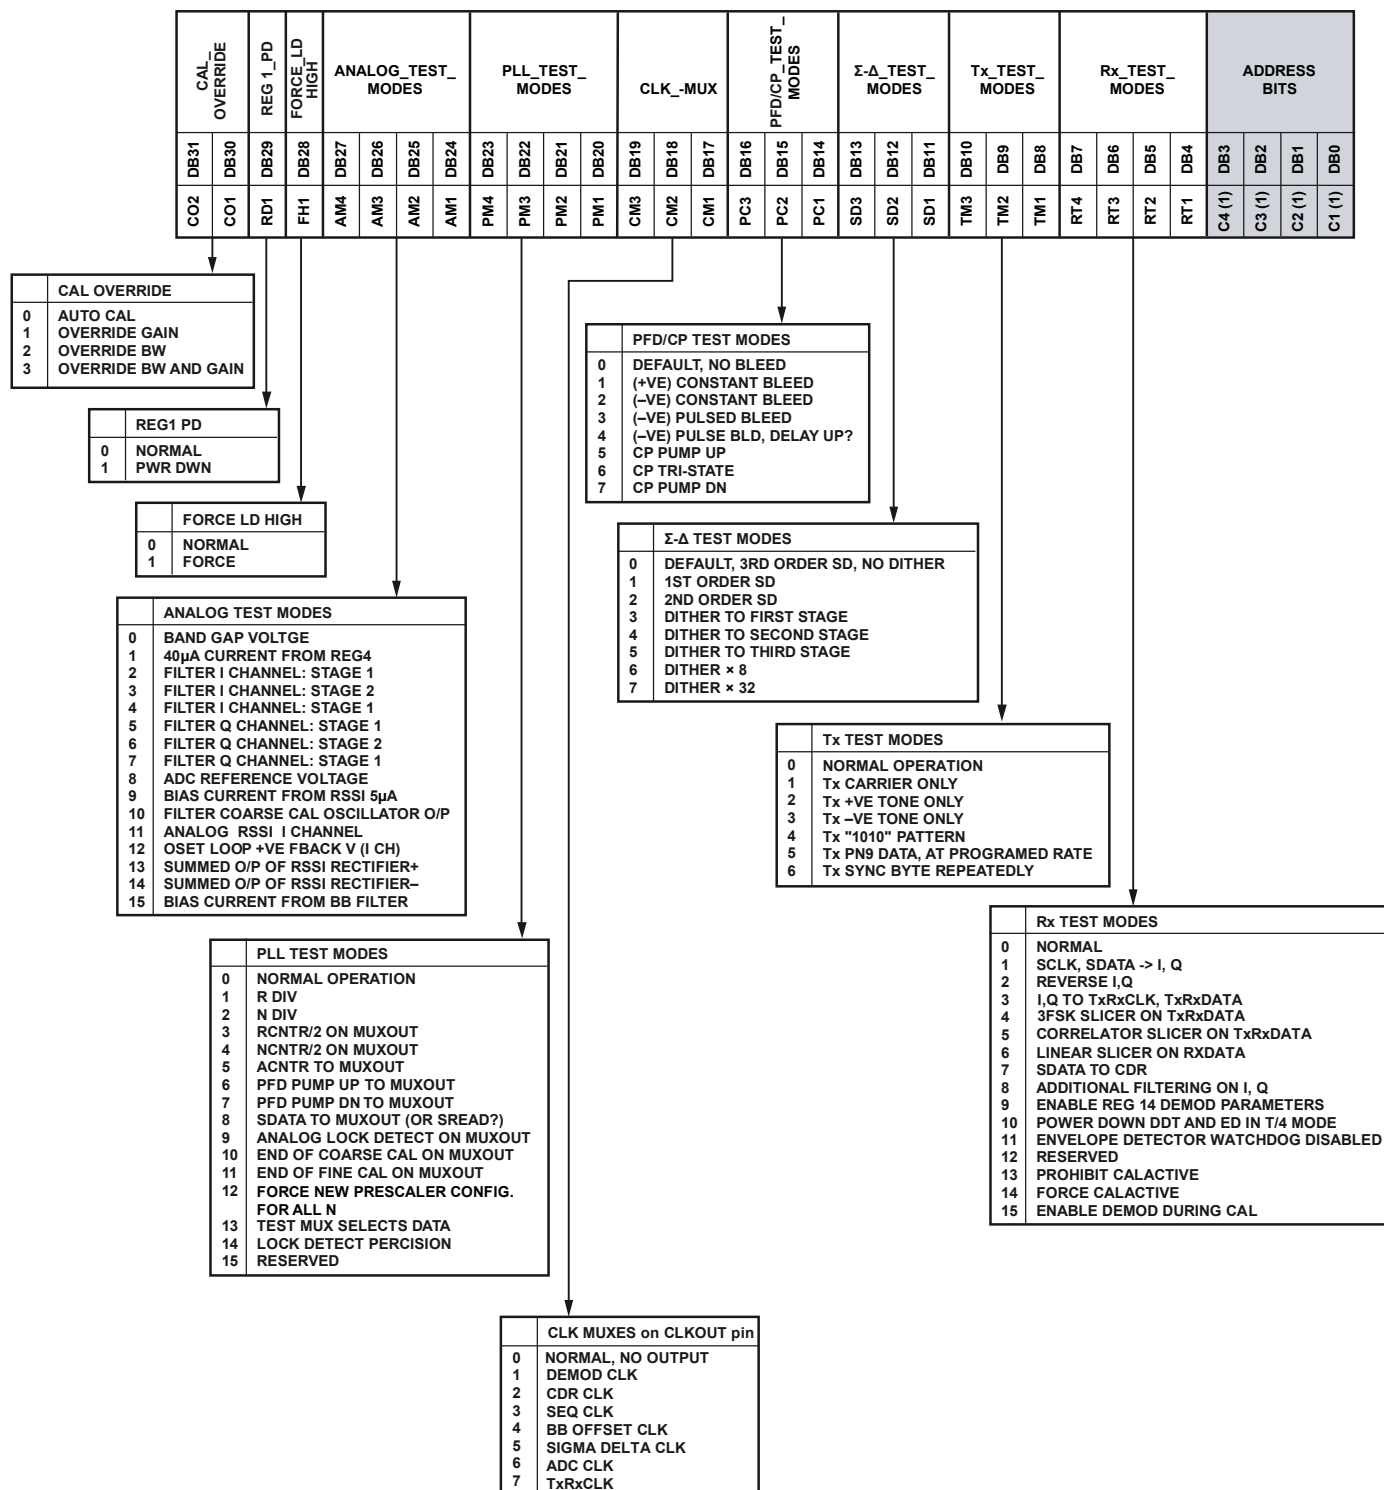 CAL_
OVERRIDE
REG 1_PD
FORCE_LD
HIGH
ANALOG_TEST_
MODES
PLL_TEST_
MODES
CLK_-MUX
PFD/CP_TEST_
MODES
Σ-Δ_TEST_
MODES
Tx_TEST_
MODES
Rx_TEST_
MODES
ADDRESS
BITS
DB31 DB30 DB29 DB28 DB27 DB26 DB25 DB24 DB23 DB22 DB21 DB20 DB19 DB18 DB17 DB16 DB15 DB14 DB13 DB12 DB11 DB10 DB9 DB8 DB7 DB6 DB5 DB4 DB3 DB2 DB1 DB0
CO2 CO1 RD1 FH1 AM4 AM3 AM2 AM1 PM4 PM3 PM2 PM1 CM3 CM2 CM1 PC3 PC2 PC1 SD3 SD2 SD1 TM3 TM2 TM1 RT4 RT3 RT2 RT1 C4 (1) C3 (1) C2 (1) C1 (1)
CAL OVERRIDE
0 AUTO CAL
1 OVERRIDE GAIN
2 OVERRIDE BW
3 OVERRIDE BW AND GAIN
REG1 PD
0 NORMAL
1 PWR DWN
FORCE LD HIGH
0 NORMAL
1 FORCE
ANALOG TEST MODES
0 BAND GAP VOLTGE
1 40µA CURRENT FROM REG4
2 FILTER I CHANNEL: STAGE 1
3 FILTER I CHANNEL: STAGE 2
4 FILTER I CHANNEL: STAGE 1
5 FILTER Q CHANNEL: STAGE 1
6 FILTER Q CHANNEL: STAGE 2
7 FILTER Q CHANNEL: STAGE 1
8 ADC REFERENCE VOLTAGE
9 BIAS CURRENT FROM RSSI 5µA
10 FILTER COARSE CAL OSCILLATOR O/P
11 ANALOG RSSI I CHANNEL
12 OSET LOOP +VE FBACK V (I CH)
13 SUMMED O/P OF RSSI RECTIFIER+
14 SUMMED O/P OF RSSI RECTIFIER–
15 BIAS CURRENT FROM BB FILTER
PLL TEST MODES
0 NORMAL OPERATION
1 R DIV
2 N DIV
3 RCNTR/2 ON MUXOUT
4 NCNTR/2 ON MUXOUT
5 ACNTR TO MUXOUT
6 PFD PUMP UP TO MUXOUT
7 PFD PUMP DN TO MUXOUT
8 SDATA TO MUXOUT (OR SREAD?)
9 ANALOG LOCK DETECT ON MUXOUT
10 END OF COARSE CAL ON MUXOUT
11 END OF FINE CAL ON MUXOUT
12 FORCE NEW PRESCALER CONFIG.
FOR ALL N
13 TEST MUX SELECTS DATA
14 LOCK DETECT PERCISION
15 RESERVED
CLK MUXES on CLKOUT pin
0 NORMAL, NO OUTPUT
1 DEMOD CLK
2 CDR CLK
3 SEQ CLK
4 BB OFFSET CLK
5 SIGMA DELTA CLK
6 ADC CLK
7 TxRxCLK
PFD/CP TEST MODES
0 DEFAULT, NO BLEED
1 (+VE) CONSTANT BLEED
2 (–VE) CONSTANT BLEED
3 (–VE) PULSED BLEED
4 (–VE) PULSE BLD, DELAY UP?
5 CP PUMP UP
6 CP TRI-STATE
7 CP PUMP DN
Σ-Δ TEST MODES
0 DEFAULT, 3RD ORDER SD, NO DITHER
1 1ST ORDER SD
2 2ND ORDER SD
3 DITHER TO FIRST STAGE
4 DITHER TO SECOND STAGE
5 DITHER TO THIRD STAGE
6 DITHER × 8
7 DITHER × 32
Tx TEST MODES
0 NORMAL OPERATION
1 Tx CARRIER ONLY
2 Tx +VE TONE ONLY
3 Tx –VE TONE ONLY
4 Tx "1010" PATTERN
5 Tx PN9 DATA, AT PROGRAMED RATE
6 Tx SYNC BYTE REPEATEDLY
Rx TEST MODES
0 NORMAL
1 SCLK, SDATA -> I, Q
2 REVERSE I,Q
3 I,Q TO TxRxCLK, TxRxDATA
4 3FSK SLICER ON TxRxDATA
5 CORRELATOR SLICER ON TxRxDATA
6 LINEAR SLICER ON RXDATA
7 SDATA TO CDR
8 ADDITIONAL FILTERING ON I, Q
9 ENABLE REG 14 DEMOD PARAMETERS
10 POWER DOWN DDT AND ED IN T/4 MODE
11 ENVELOPE DETECTOR WATCHDOG DISABLED
12 RESERVED
13 PROHIBIT CALACTIVE
14 FORCE CALACTIVE
15 ENABLE DEMOD DURING CAL